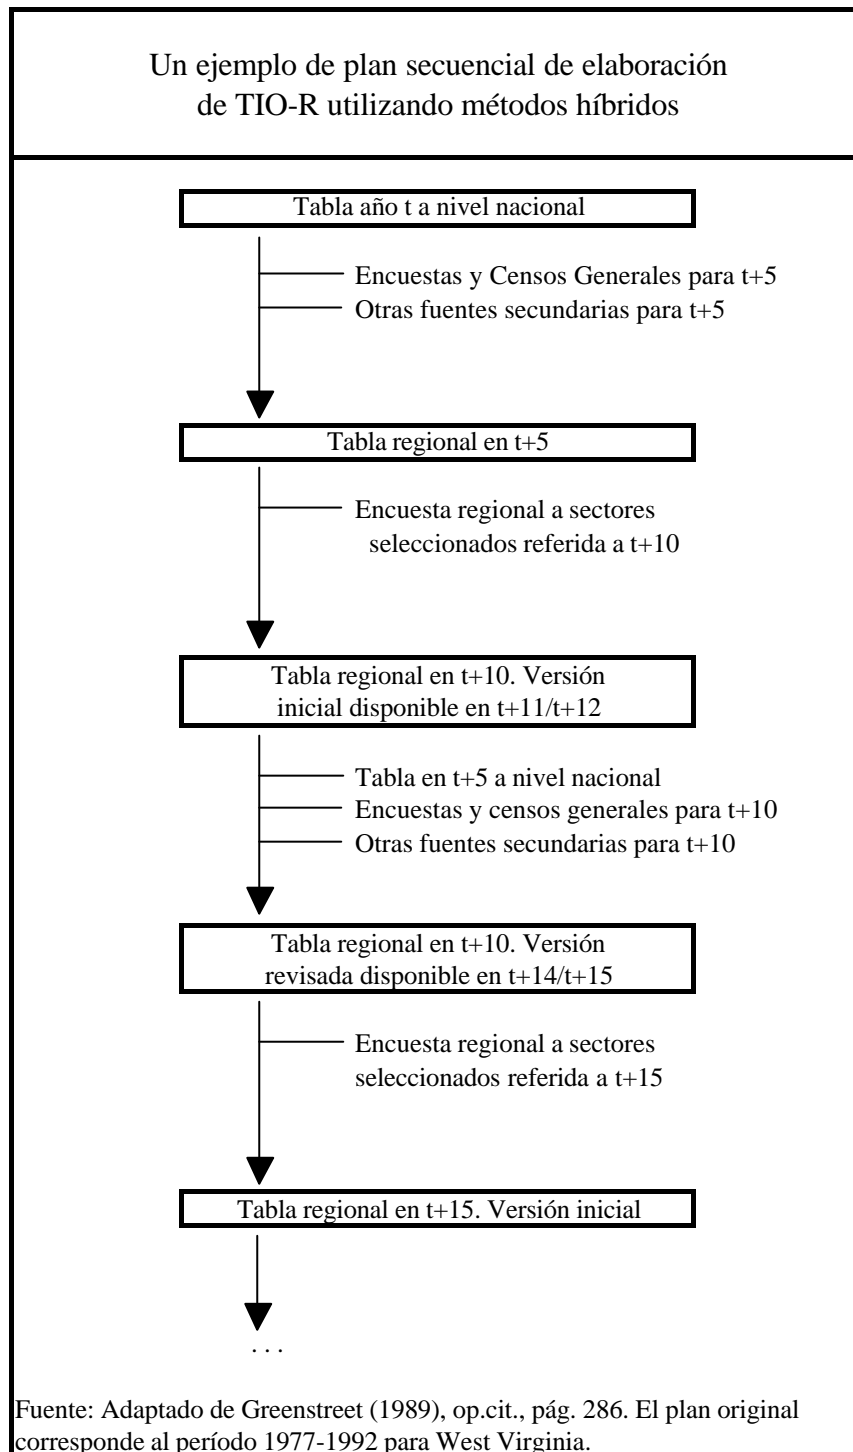 Un ejemplo de plan secuencial de elaboración
de TIO-R utilizando métodos híbridos
Tabla año t a nivel nacional
Encuestas y Censos Generales para t+5
Otras fuentes secundarias para t+5
Tabla regional en t+5
Encuesta regional a sectores
seleccionados referida a t+10
Tabla regional en t+10. Versión
inicial disponible en t+11/t+12
Tabla en t+5 a nivel nacional
Encuestas y censos generales para t+10
Otras fuentes secundarias para t+10
Tabla regional en t+10. Versión
revisada disponible en t+14/t+15
Encuesta regional a sectores
seleccionados referida a t+15
Tabla regional en t+15. Versión inicial
. . .
Fuente: Adaptado de Greenstreet (1989), op.cit., pág. 286. El plan original
corresponde al período 1977-1992 para West Virginia.